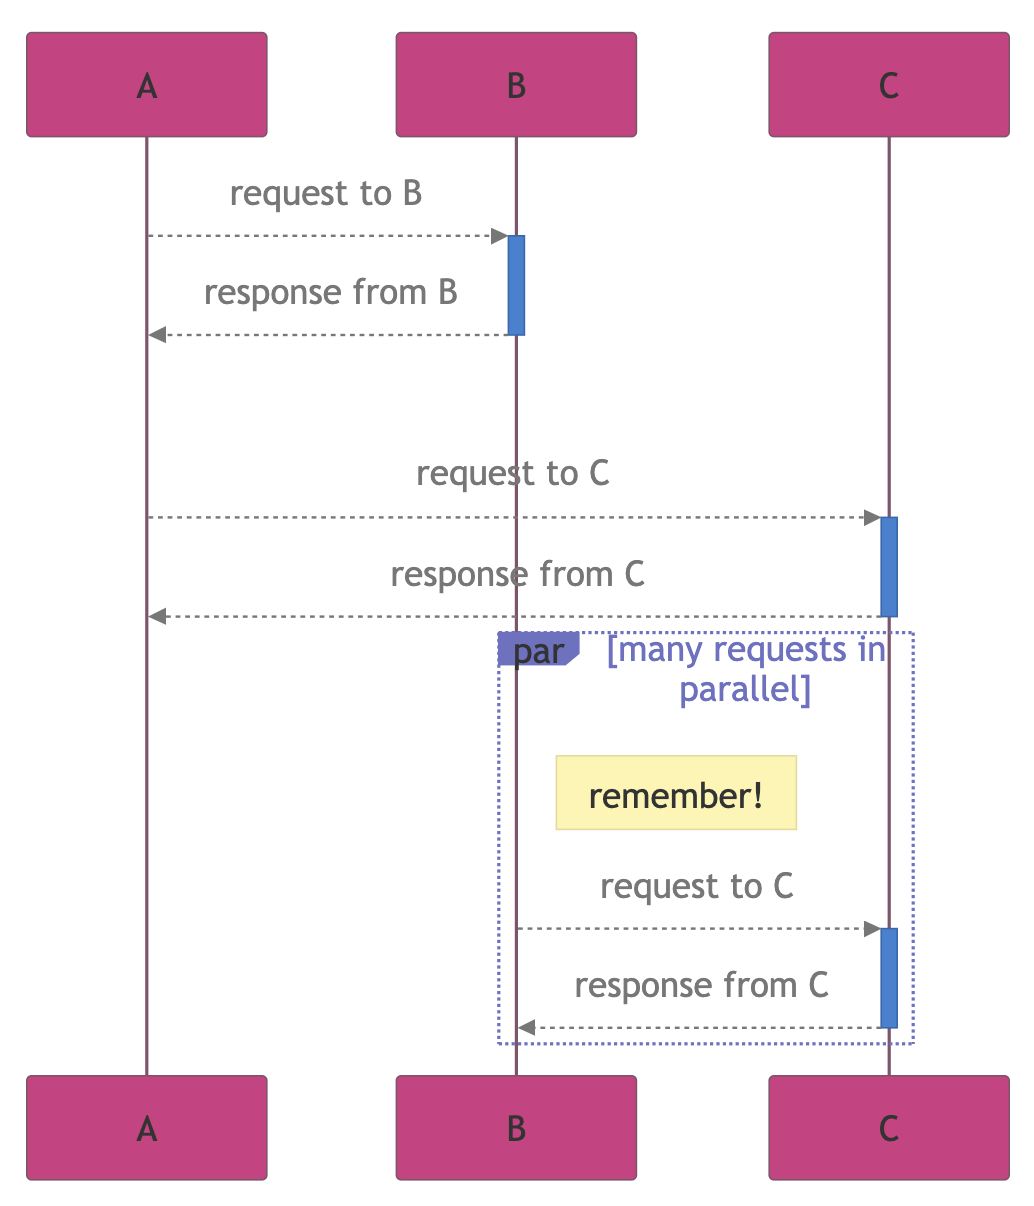 A
B
C
request to B
response from B
request to C
response from C
par
[many requests in
parallel]
remember!
request to C
response from C
A
B
C